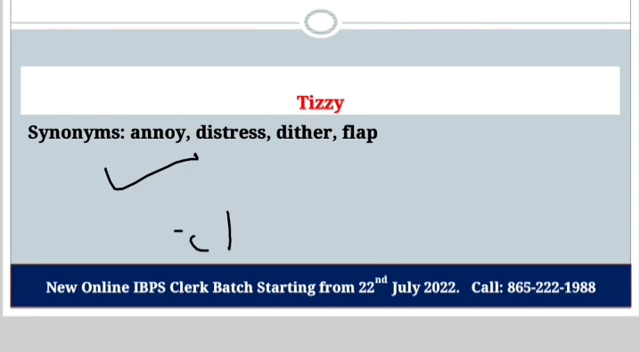 Tizzy
Synonyms: annoy, distress, dither, flap
New Online IBPS Clerk Batch Starting from 22nd July 2022. Call: 865-222-1988